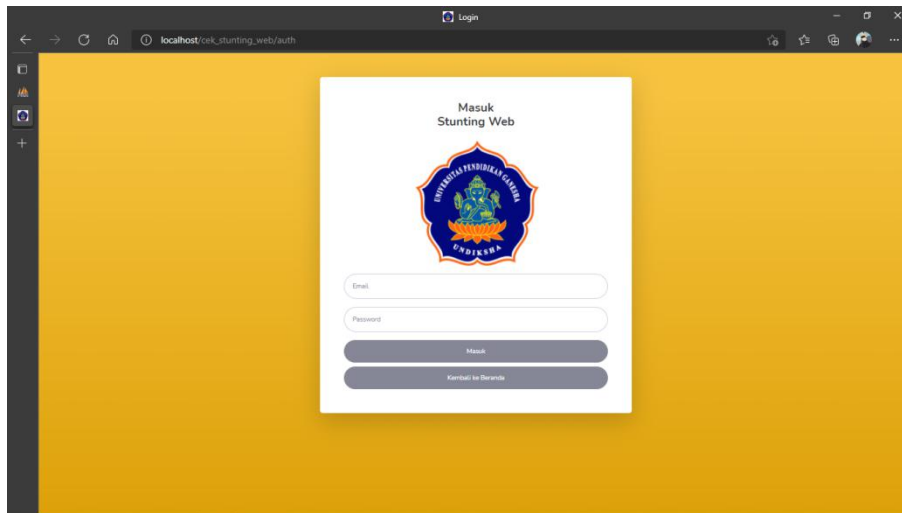 Login
localhost/cek_stunting_web/auth
Masuk
Stunting Web
UNIVERSITAS PENDIDIKAN GANESHA
UNDIKSHA
Email
Password
Masuk
Kembali ke Beranda